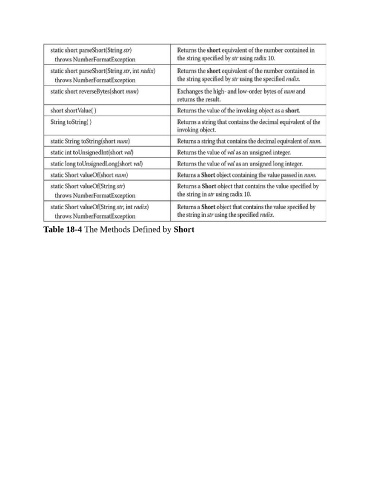 static short parseShort(String str)
throws NumberFormatException
Returns the short equivalent of the number contained in
the string specified by str using radix 10.
static short parseShort(String str, int radix)
throws NumberFormatException
Returns the short equivalent of the number contained in
the string specified by str using the specified radix.
static short reverseBytes(short num)
Exchanges the high- and low-order bytes of num and
returns the result.
short shortValue( )
Returns the value of the invoking object as a short.
String toString( )
Returns a string that contains the decimal equivalent of the
invoking object.
static String toString(short num)
Returns a string that contains the decimal equivalent of num.
static int toUnsignedInt(short val)
Returns the value of val as an unsigned integer.
static long toUnsignedLong(short val)
Returns the value of val as an unsigned long integer.
static Short valueOf(short num)
Returns a Short object containing the value passed in num.
static Short valueOf(String str)
throws NumberFormatException
Returns a Short object that contains the value specified by
the string in str using radix 10.
static Short valueOf(String str, int radix)
throws NumberFormatException
Returns a Short object that contains the value specified by
the string in str using the specified radix.
Table 18-4 The Methods Defined by Short